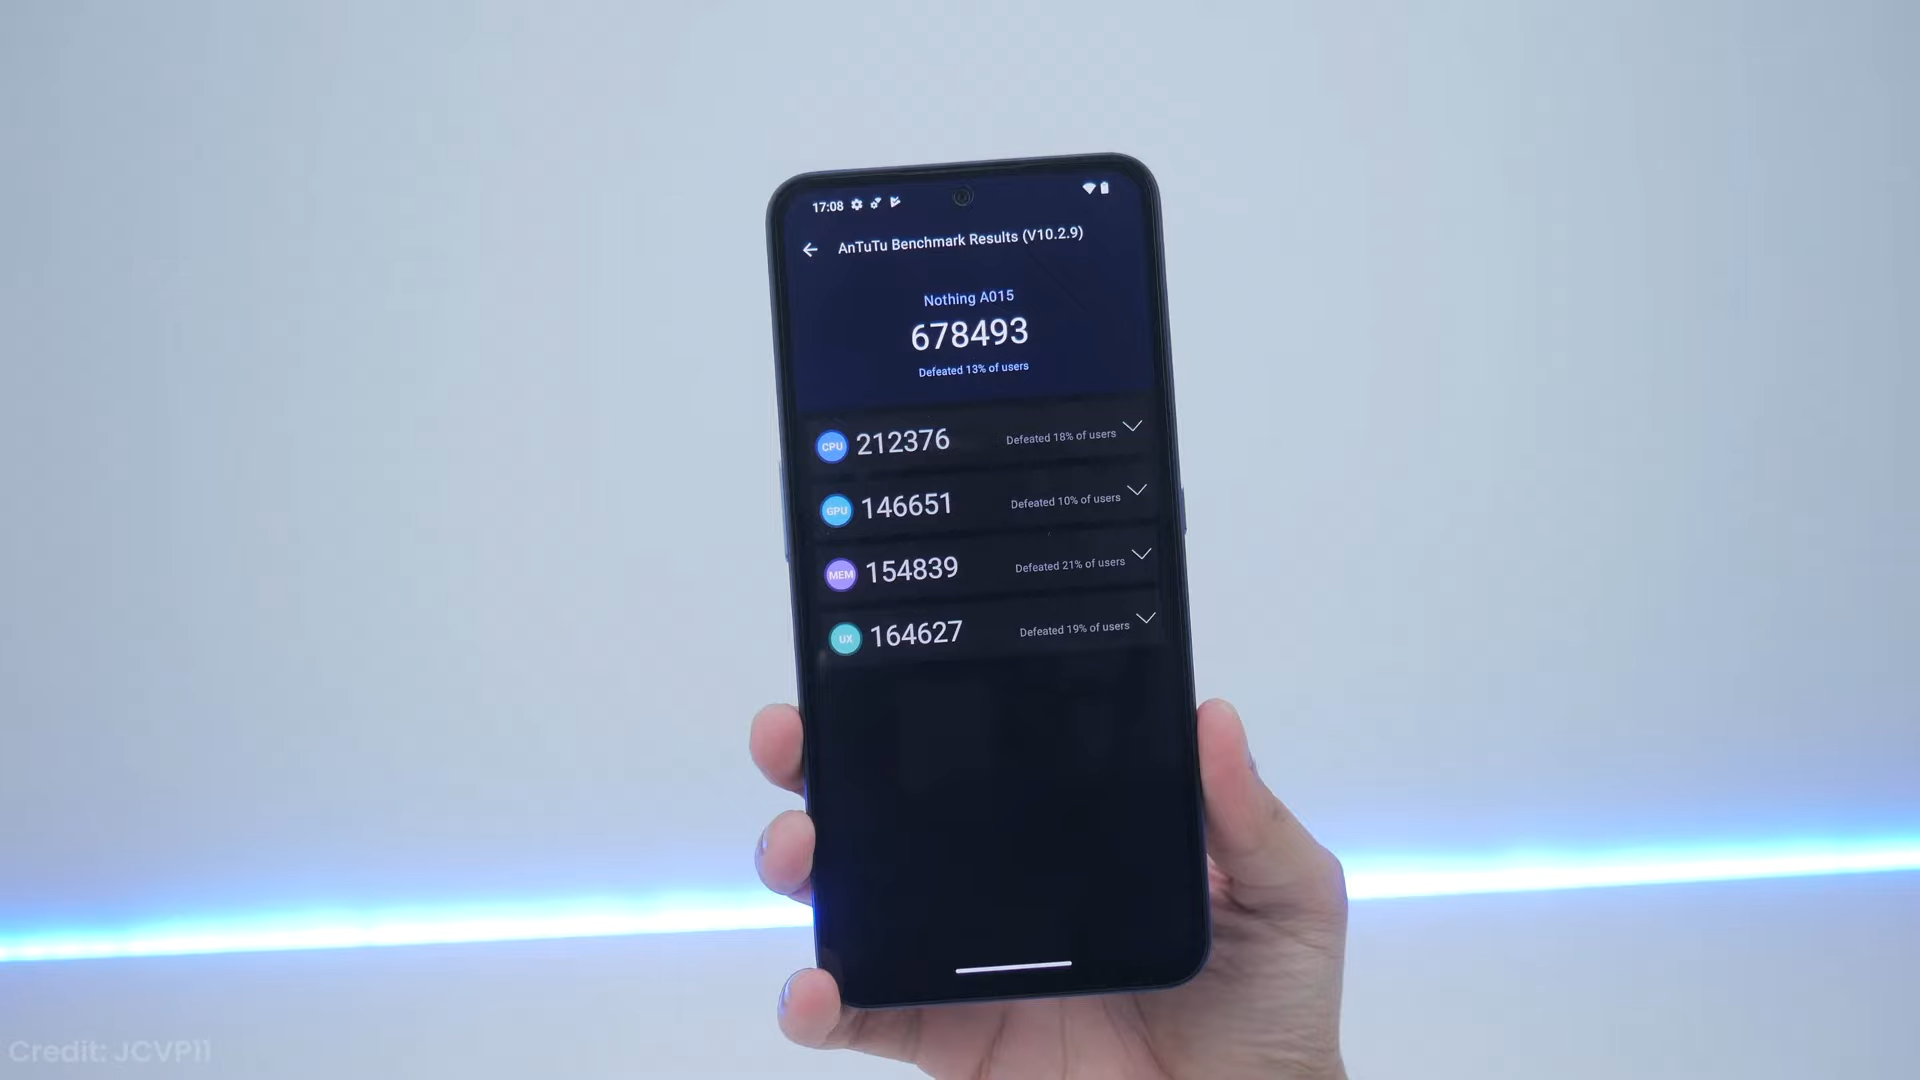 17:08
AnTuTu Benchmark Results (V10.2.9)
Nothing A015
678493
Defeated 13% of users
CPU 212376 Defeated 18% of users
GPU 146651 Defeated 10% of users
MEM 154839 Defeated 21% of users
UX 164627 Defeated 19% of users
Credit: JCVP11